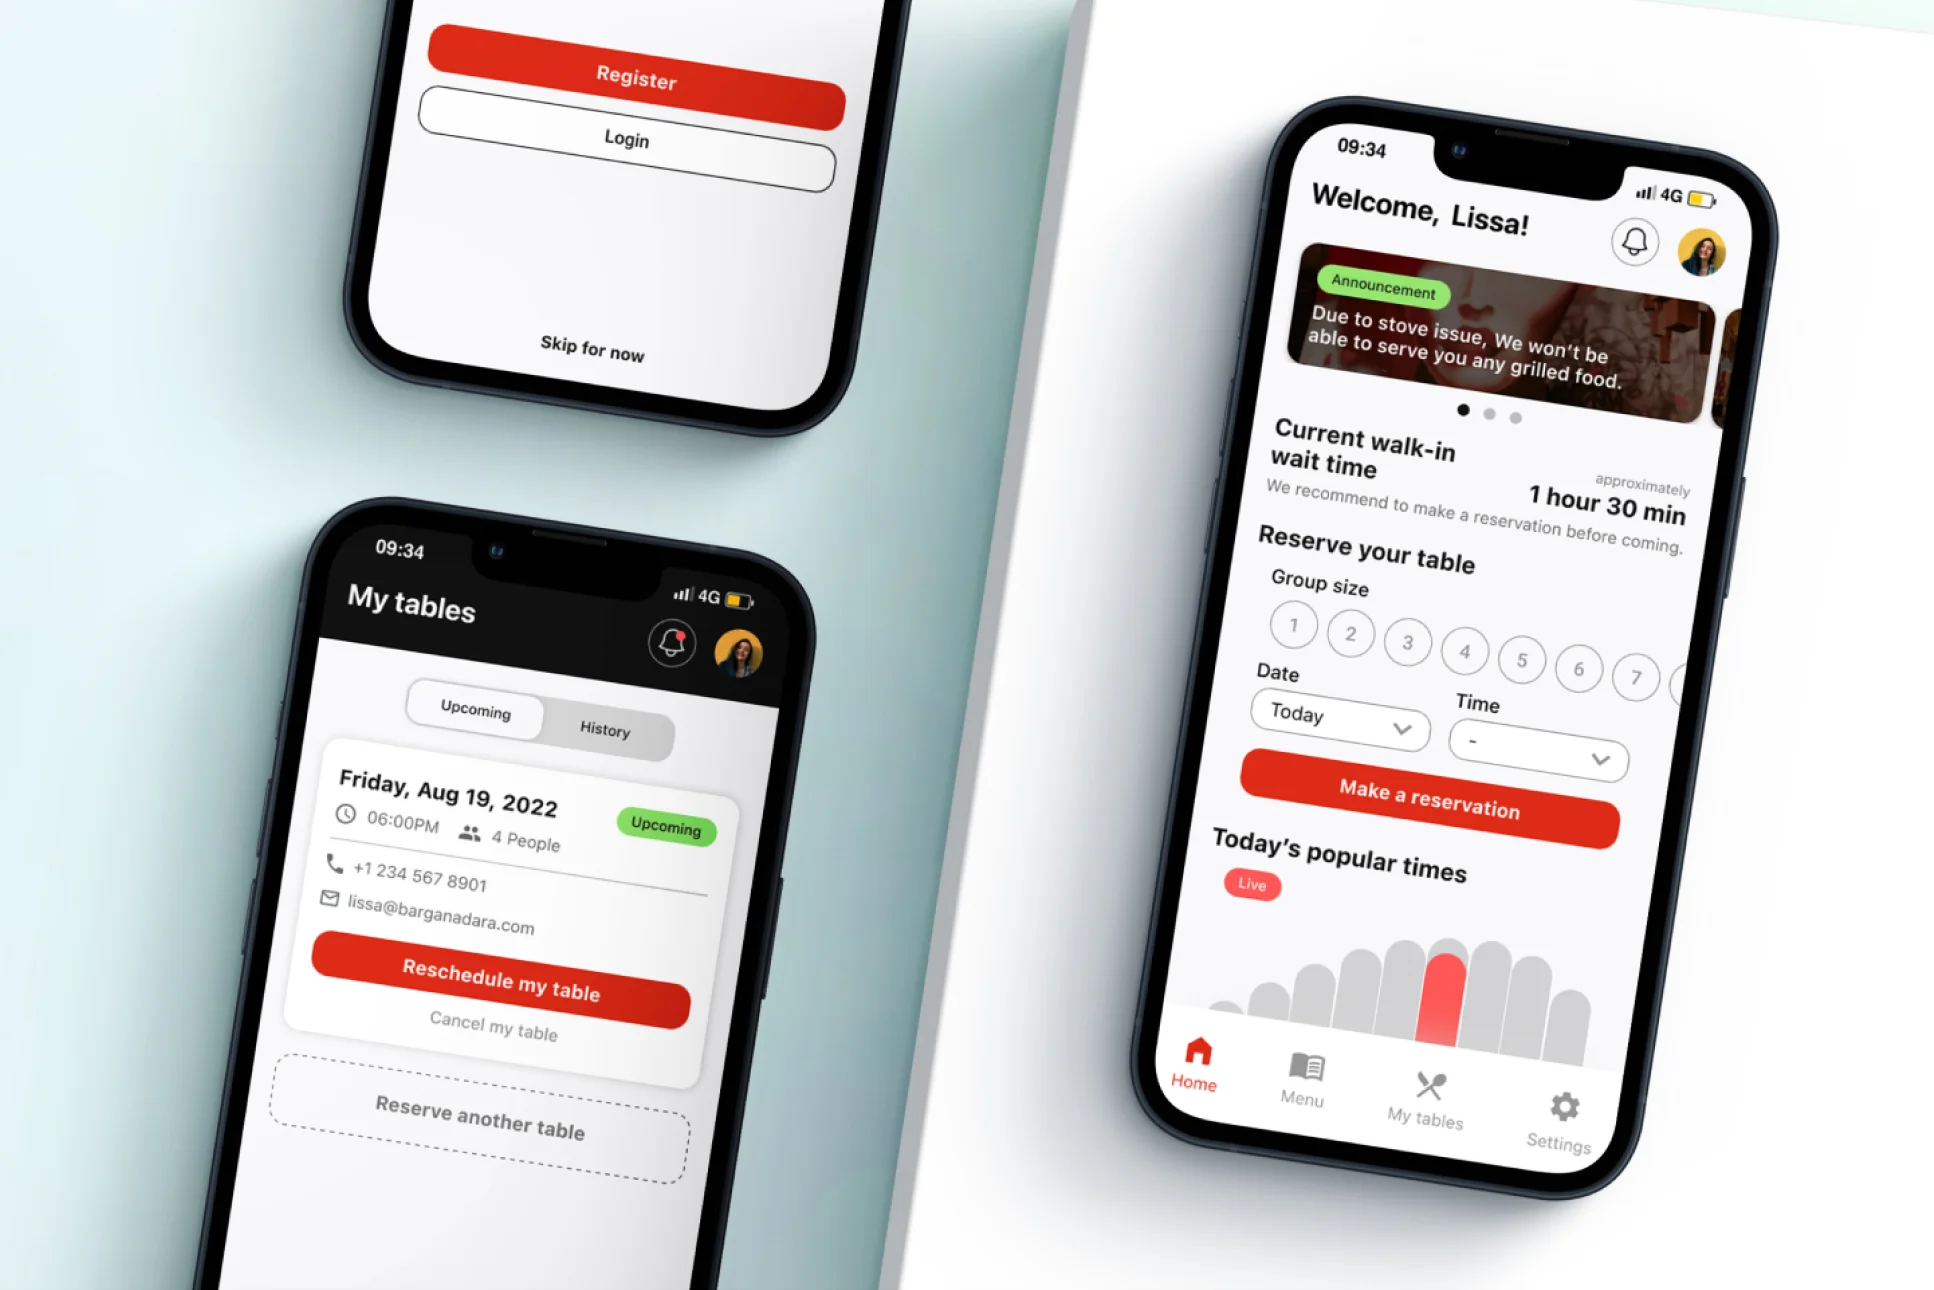 Register
Login
Skip for now
09:34
4G
My tables
Upcoming
History
Friday, Aug 19, 2022
Upcoming
06:00PM
4 People
+1 234 567 8901
lissa@barganadara.com
Reschedule my table
Cancel my table
Reserve another table
09:34
4G
Welcome, Lissa!
Announcement
Due to stove issue, We won't be
able to serve you any grilled food.
Current walk-in
wait time
approximately
1 hour 30 min
We recommend to make a reservation before coming.
Reserve your table
Group size
1 2 3 4 5 6 7
Date
Time
Today
-
Make a reservation
Today's popular times
Live
Home
Menu
My tables
Settings